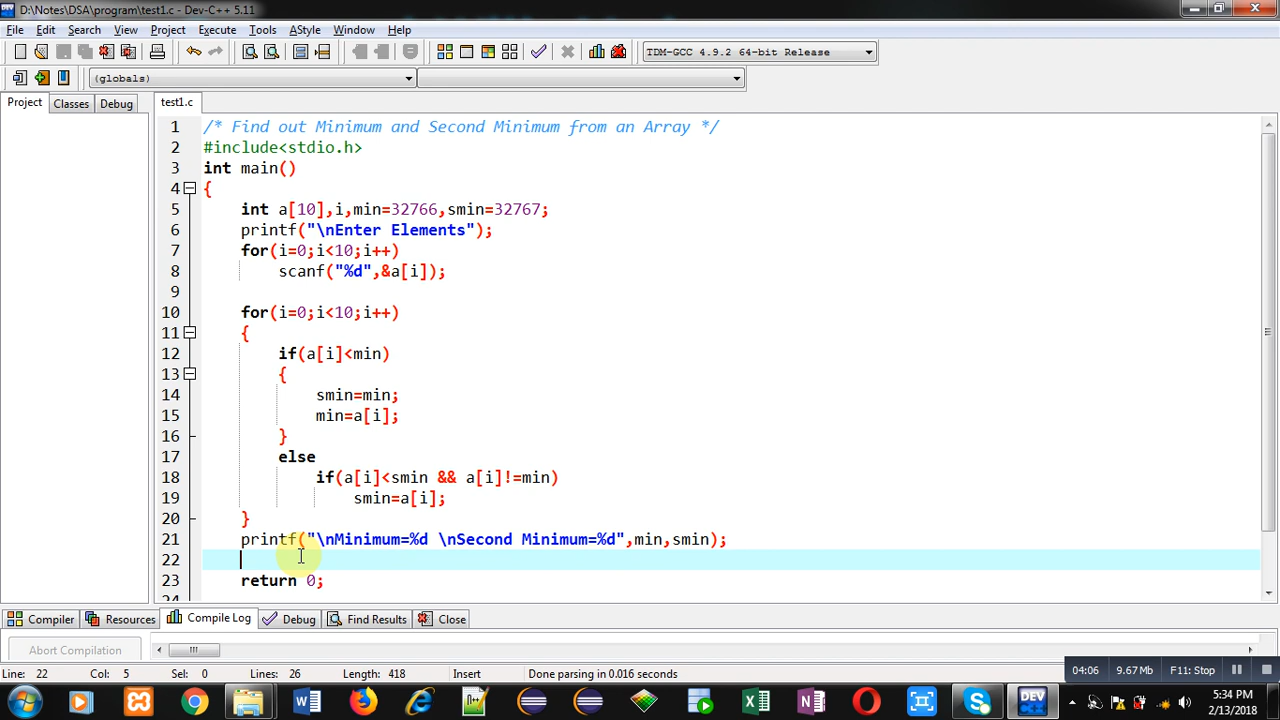 D:\Notes\DSA\program\test1.c - Dev-C++ 5.11
File Edit Search View Project Execute Tools AStyle Window Help
TDM-GCC 4.9.2 64-bit Release
(globals)
Project Classes Debug test1.c
1 /* Find out Minimum and Second Minimum from an Array */
2 #include<stdio.h>
3 int main()
4 {
5 int a[10],i,min=32766,smin=32767;
6 printf("\nEnter Elements");
7 for(i=0;i<10;i++)
8 scanf("%d",&a[i]);
9
10 for(i=0;i<10;i++)
11 {
12 if(a[i]<min)
13 {
14 smin=min;
15 min=a[i];
16 }
17 else
18 if(a[i]<smin && a[i]!=min)
19 smin=a[i];
20 }
21 printf("\nMinimum=%d \nSecond Minimum=%d",min,smin);
22
23 return 0;
24
Compiler Resources Compile Log Debug Find Results Close
Abort Compilation
Line: 22 Col: 5 Sel: 0 Lines: 26 Length: 418 Insert Done parsing in 0.016 seconds
04:06 9.67 Mb F11: Stop
DEV
5:34 PM
2/13/2018